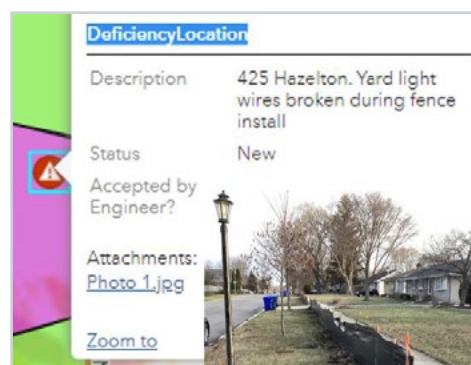 DeficiencyLocation
Description
425 Hazelton. Yard light
wires broken during fence
install
Status
New
Accepted by
Engineer?
Attachments:
Photo 1.jpg
Zoom to